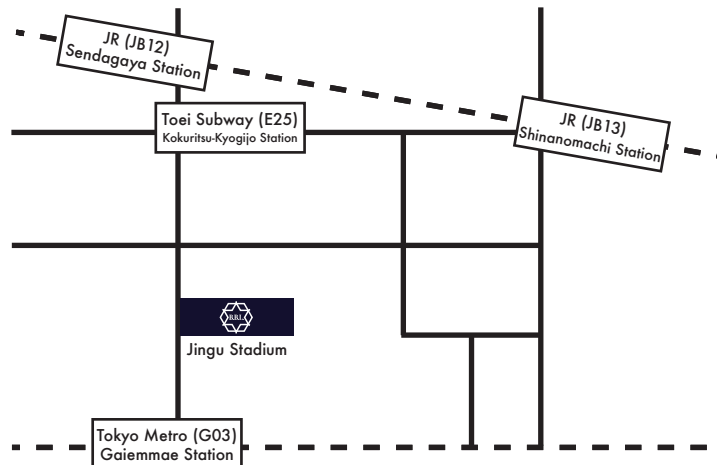 JR (JB12)
Sendagaya Station
Toei Subway (E25)
Kokuritsu-Kyogijo Station
JR (JB13)
Shinanomachi Station
BBL
Jingu Stadium
Tokyo Metro (G03)
Gaiemmae Station